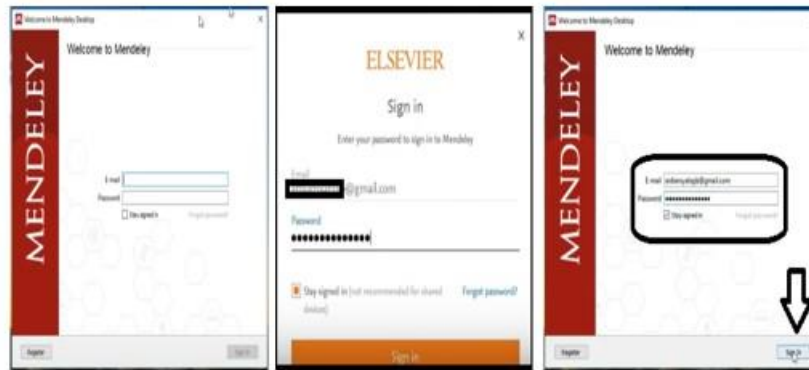 Welcome to Mendeley Desktop
Welcome to Mendeley
MENDELEY
E-mail
Password
Stay signed in
Forgot password?
Register
Sign In
ELSEVIER
Sign in
Enter your password to sign in to Mendeley
Email
@gmail.com
Password
Stay signed in (not recommended for shared
devices)
Forgot password?
Sign in
Welcome to Mendeley Desktop
Welcome to Mendeley
MENDELEY
E-mail
Password
Stay signed in
Forgot password?
Register
Sign In